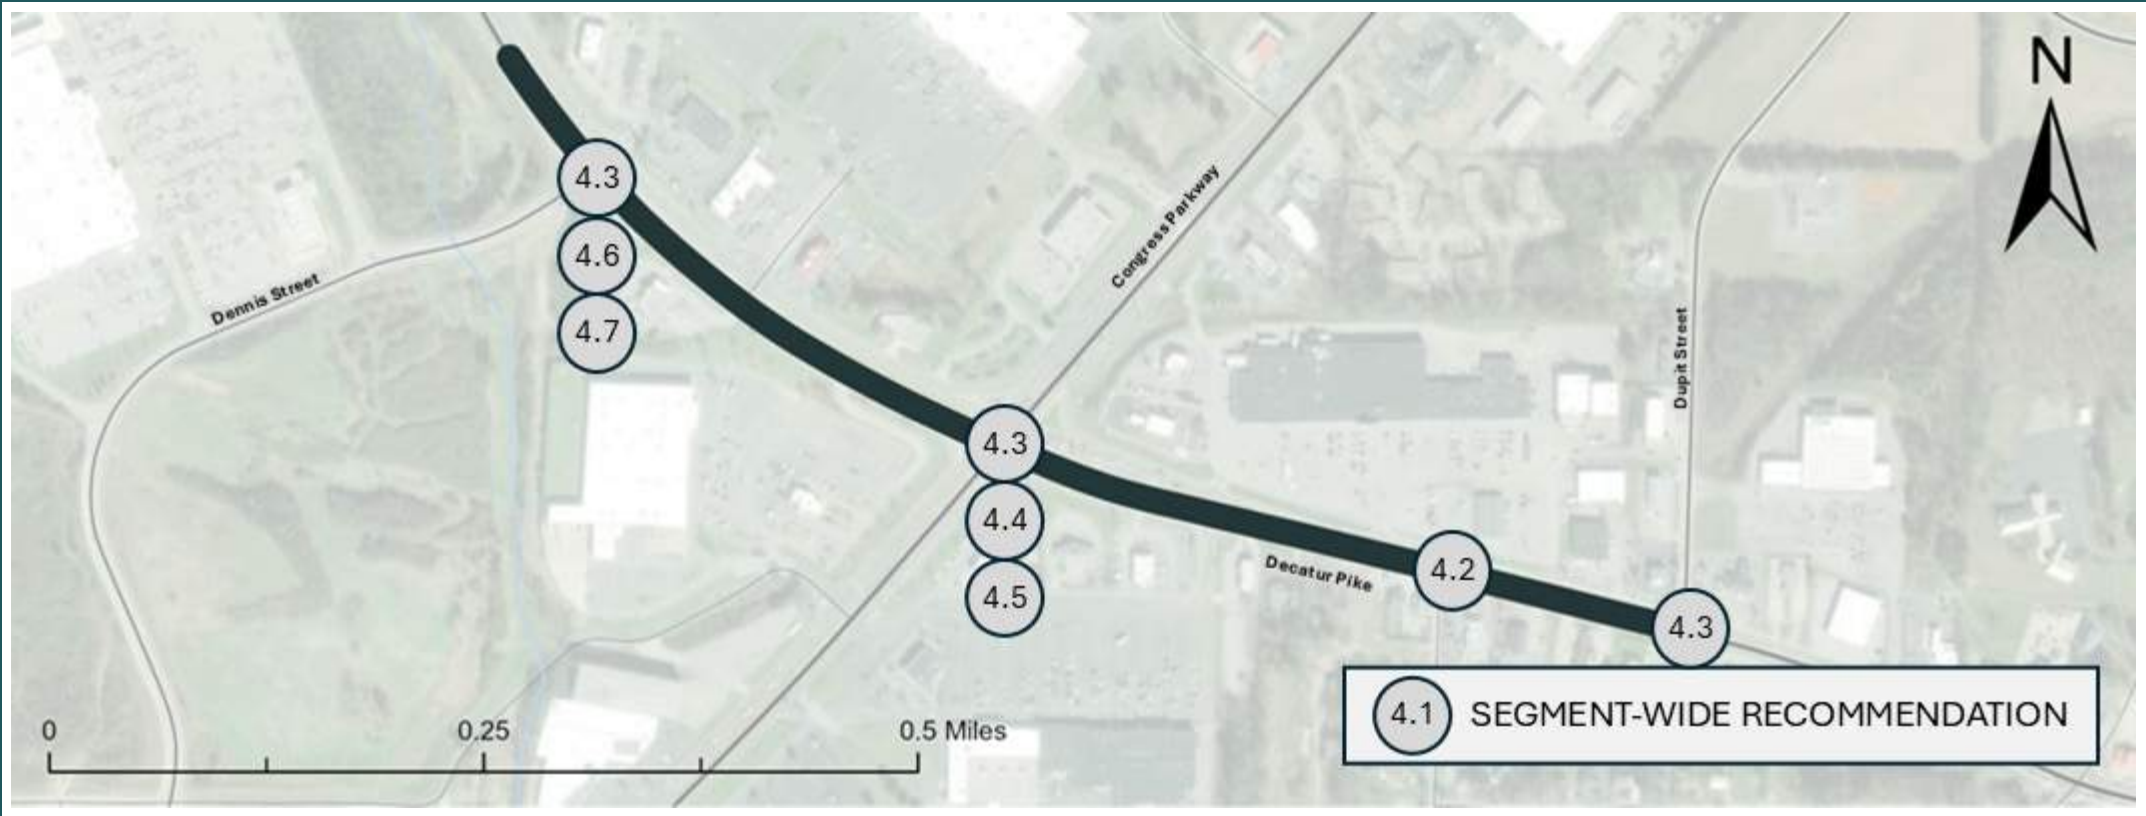 N
4.3
Congress Parkway
4.6
Dennis Street
4.7
Dupit Street
4.3
4.4
4.2
Decatur Pike
4.5
4.3
4.1 SEGMENT-WIDE RECOMMENDATION
0 0.25 0.5 Miles